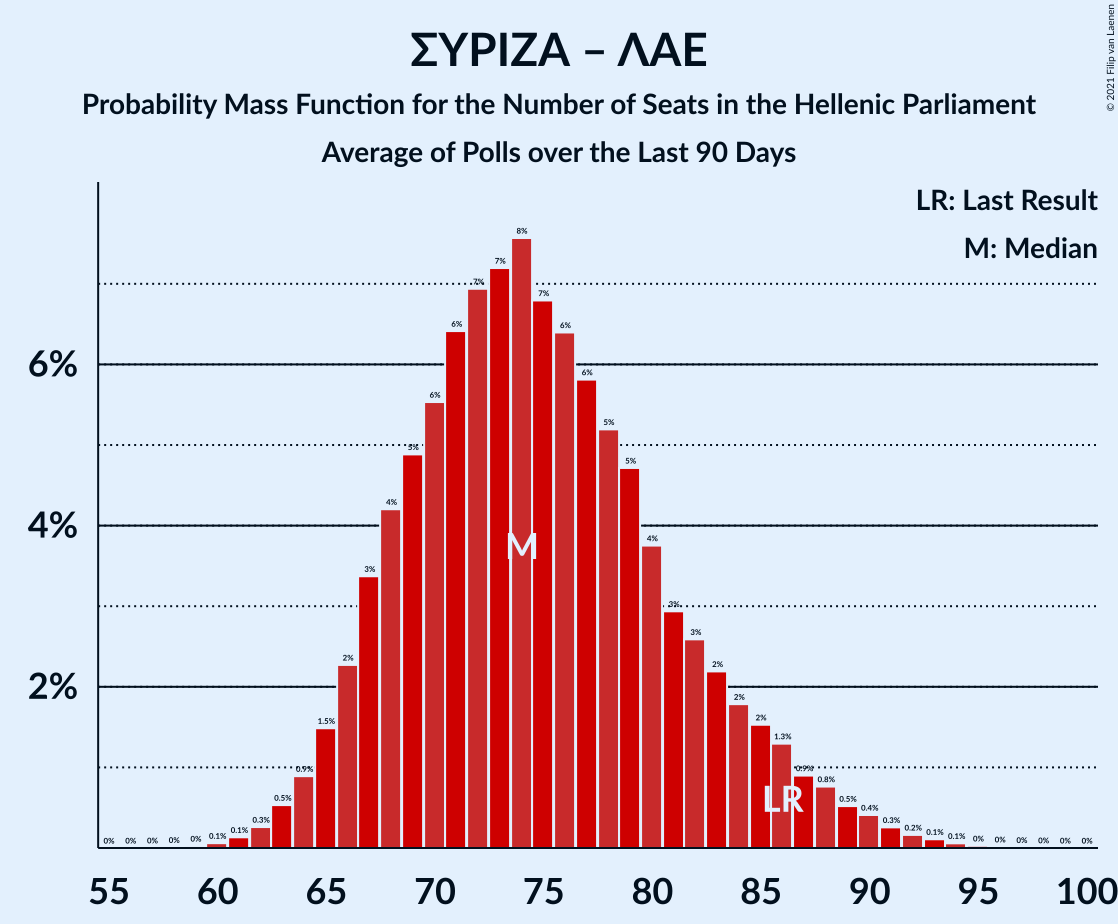 ΣΥΡΙΖΑ – ΛΑΕ
Probability Mass Function for the Number of Seats in the Hellenic Parliament
Average of Polls over the Last 90 Days
© 2021 Filip van Laenen
LR: Last Result
M: Median
6%
4%
2%
0% 0% 0% 0% 0% 0.1% 0.1% 0.3% 0.5% 0.9% 1.5% 2% 3% 4% 5% 6% 6% 7% 7% 8% 7% 6% 6% 5% 5% 4% 3% 3% 2% 2% 2% 1.3% 0.9% 0.8% 0.5% 0.4% 0.3% 0.2% 0.1% 0.1% 0% 0% 0% 0% 0% 0%
M
LR
55 60 65 70 75 80 85 90 95 100